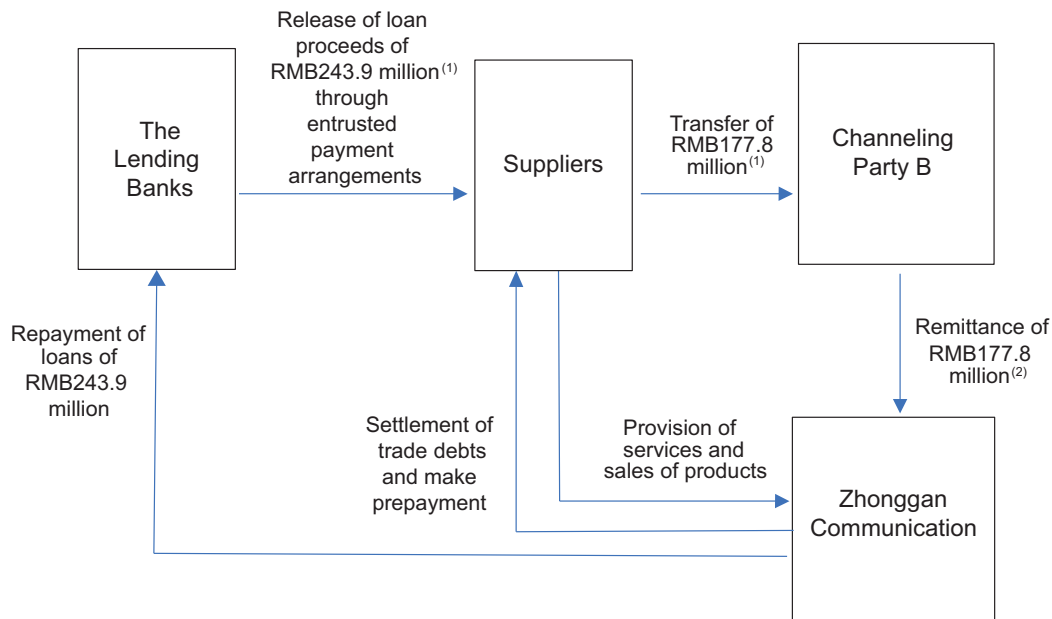 Release of loan
proceeds of
RMB243.9 million(1)
through
entrusted
payment
arrangements
The
Lending
Banks
Suppliers
Transfer of
RMB177.8
million(1)
Channeling
Party B
Repayment of
loans of
RMB243.9
million
Remittance of
RMB177.8
million(2)
Settlement of
trade debts
and make
prepayment
Provision of
services and
sales of products
Zhonggan
Communication